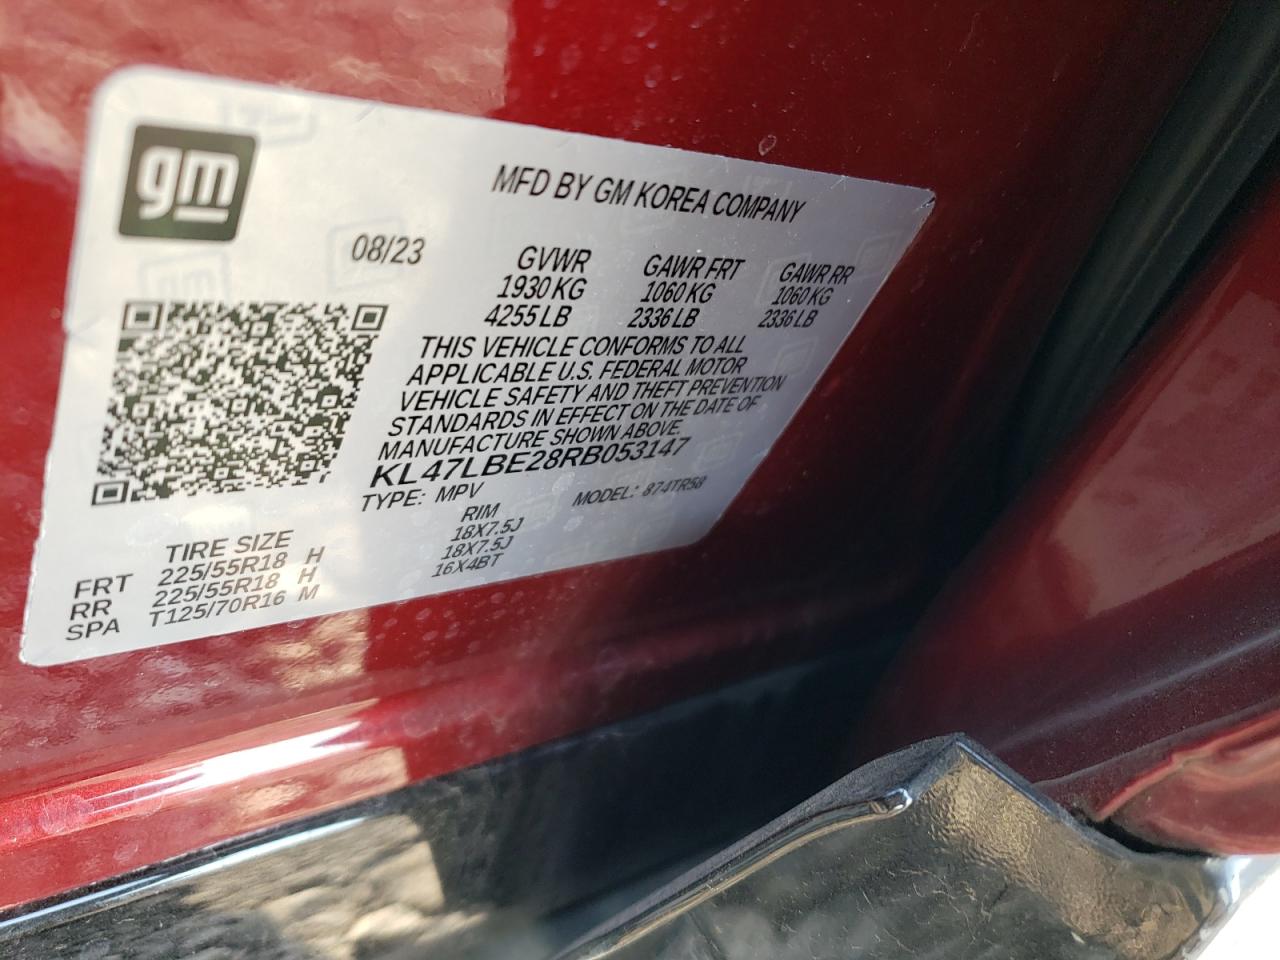 gm
MFD BY GM KOREA COMPANY
08/23
GVWR GAWR FRT GAWR RR
1930 KG 1060 KG 1060 KG
4255 LB 2336 LB 2336 LB
THIS VEHICLE CONFORMS TO ALL
APPLICABLE U.S. FEDERAL MOTOR
VEHICLE SAFETY AND THEFT PREVENTION
STANDARDS IN EFFECT ON THE DATE OF
MANUFACTURE SHOWN ABOVE.
KL47LBE28RB053147
TYPE: MPV MODEL: 874TR58
TIRE SIZE RIM
FRT 225/55R18 H 18X7.5J
RR 225/55R18 H 18X7.5J
SPA T125/70R16 M 16X4BT